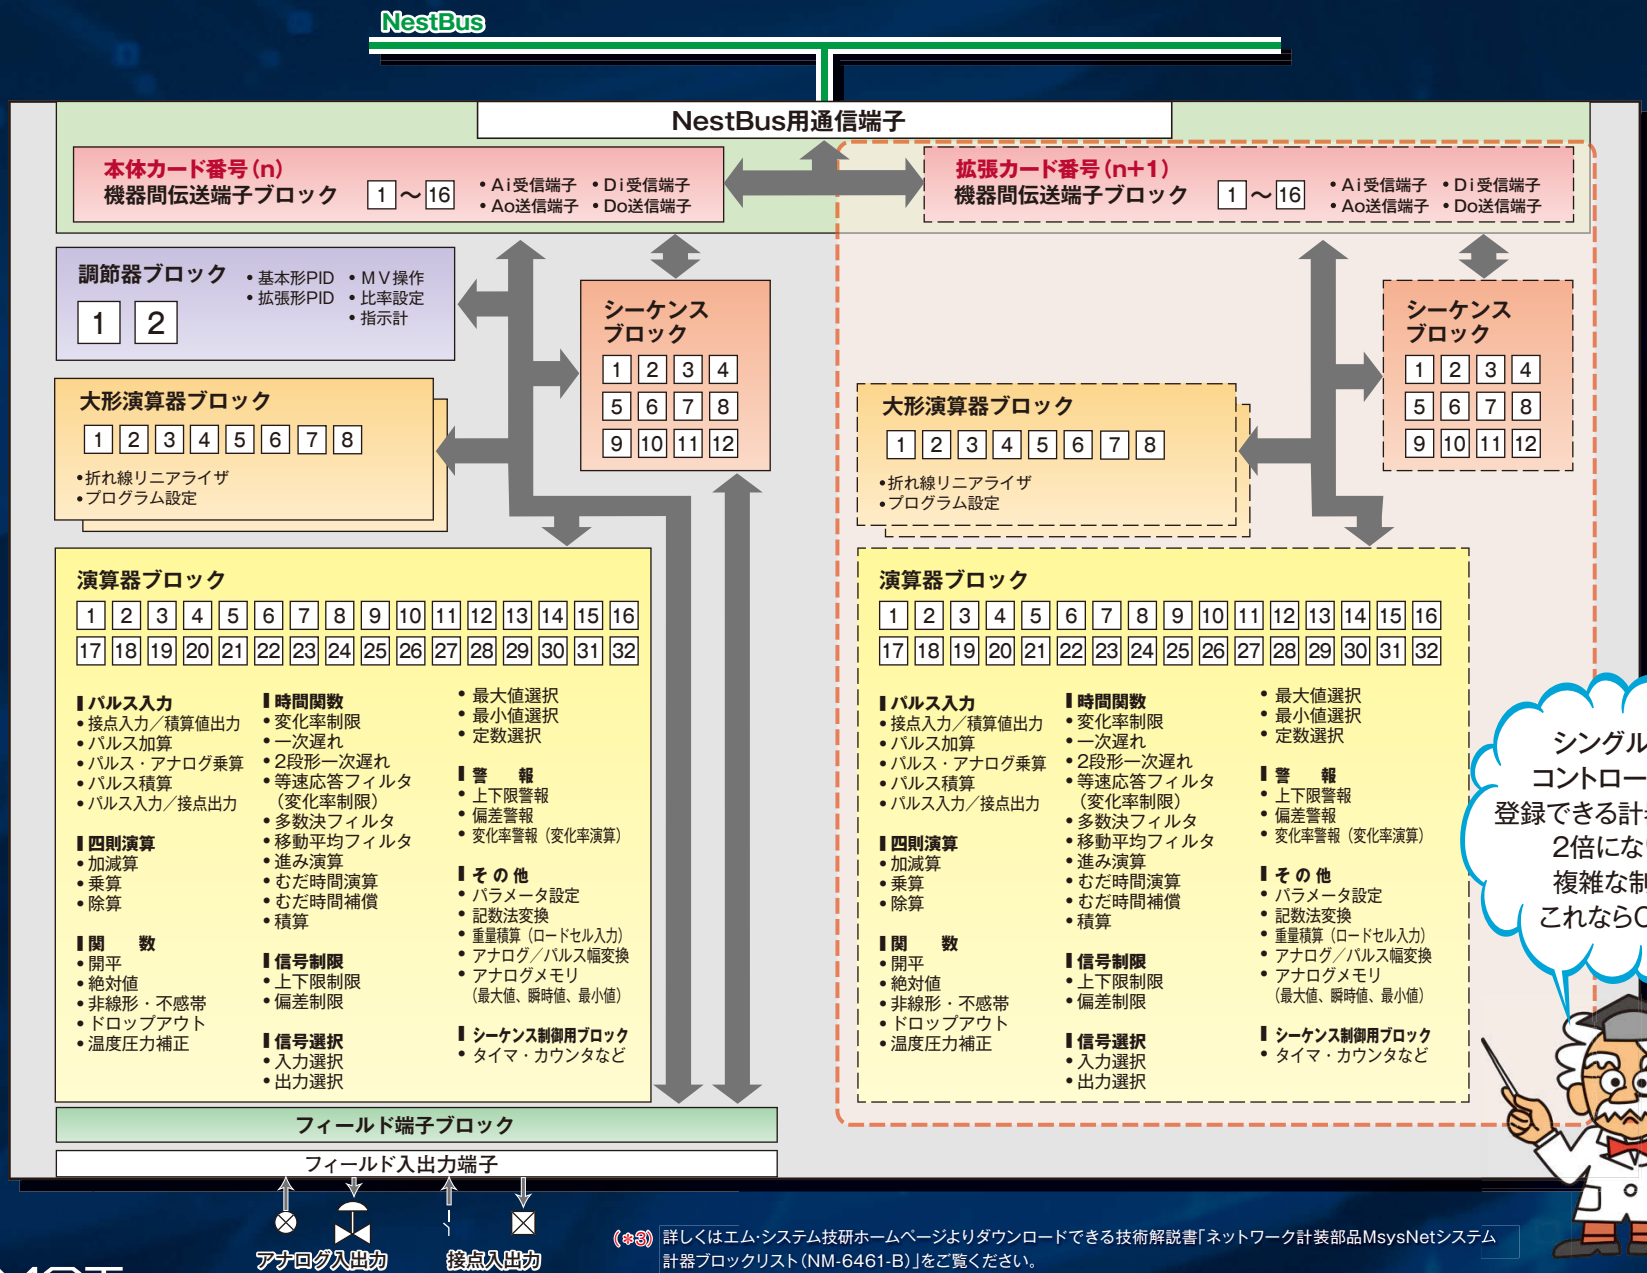 NestBus
NestBus用通信端子
本体カード番号(n)
機器間伝送端子ブロック 1～16
• Ai受信端子 • Di受信端子
• Ao送信端子 • Do送信端子
拡張カード番号(n+1)
機器間伝送端子ブロック 1～16
• Ai受信端子 • Di受信端子
• Ao送信端子 • Do送信端子
調節器ブロック
1 2
• 基本形PID • MV操作
• 拡張形PID • 比率設定
• 指示計
シーケンス
ブロック
1 2 3 4
5 6 7 8
9 10 11 12
大形演算器ブロック
1 2 3 4 5 6 7 8
•折れ線リニアライザ
•プログラム設定
演算器ブロック
1 2 3 4 5 6 7 8 9 10 11 12 13 14 15 16
17 18 19 20 21 22 23 24 25 26 27 28 29 30 31 32
パルス入力
• 接点入力／積算値出力
• パルス加算
• パルス・アナログ乗算
• パルス積算
• パルス入力／接点出力
四則演算
• 加減算
• 乗算
• 除算
関　数
• 開平
• 絶対値
• 非線形・不感帯
• ドロップアウト
• 温度圧力補正
時間関数
• 変化率制限
• 一次遅れ
• 2段形一次遅れ
• 等速応答フィルタ
（変化率制限）
• 多数決フィルタ
• 移動平均フィルタ
• 進み演算
• むだ時間演算
• むだ時間補償
• 積算
信号制限
• 上下限制限
• 偏差制限
信号選択
• 入力選択
• 出力選択
• 最大値選択
• 最小値選択
• 定数選択
警　報
• 上下限警報
• 偏差警報
• 変化率警報（変化率演算）
その他
• パラメータ設定
• 記数法変換
• 重量積算（ロードセル入力）
• アナログ／パルス幅変換
• アナログメモリ
（最大値、瞬時値、最小値）
シーケンス制御用ブロック
• タイマ・カウンタなど
シーケンス
ブロック
1 2 3 4
5 6 7 8
9 10 11 12
大形演算器ブロック
1 2 3 4 5 6 7 8
•折れ線リニアライザ
•プログラム設定
演算器ブロック
1 2 3 4 5 6 7 8 9 10 11 12 13 14 15 16
17 18 19 20 21 22 23 24 25 26 27 28 29 30 31 32
パルス入力
• 接点入力／積算値出力
• パルス加算
• パルス・アナログ乗算
• パルス積算
• パルス入力／接点出力
四則演算
• 加減算
• 乗算
• 除算
関　数
• 開平
• 絶対値
• 非線形・不感帯
• ドロップアウト
• 温度圧力補正
時間関数
• 変化率制限
• 一次遅れ
• 2段形一次遅れ
• 等速応答フィルタ
（変化率制限）
• 多数決フィルタ
• 移動平均フィルタ
• 進み演算
• むだ時間演算
• むだ時間補償
• 積算
信号制限
• 上下限制限
• 偏差制限
信号選択
• 入力選択
• 出力選択
• 最大値選択
• 最小値選択
• 定数選択
警　報
• 上下限警報
• 偏差警報
• 変化率警報（変化率演算）
その他
• パラメータ設定
• 記数法変換
• 重量積算（ロードセル入力）
• アナログ／パルス幅変換
• アナログメモリ
（最大値、瞬時値、最小値）
シーケンス制御用ブロック
• タイマ・カウンタなど
シングル
コントロー
登録できる計
2倍にな
複雑な制
これなら
フィールド端子ブロック
フィールド入出力端子
アナログ入出力
接点入出力
(*3) 詳しくはエム・システム技研ホームページよりダウンロードできる技術解説書「ネットワーク計装部品MsysNetシステム
計器ブロックリスト（NM-6461-B）」をご覧ください。